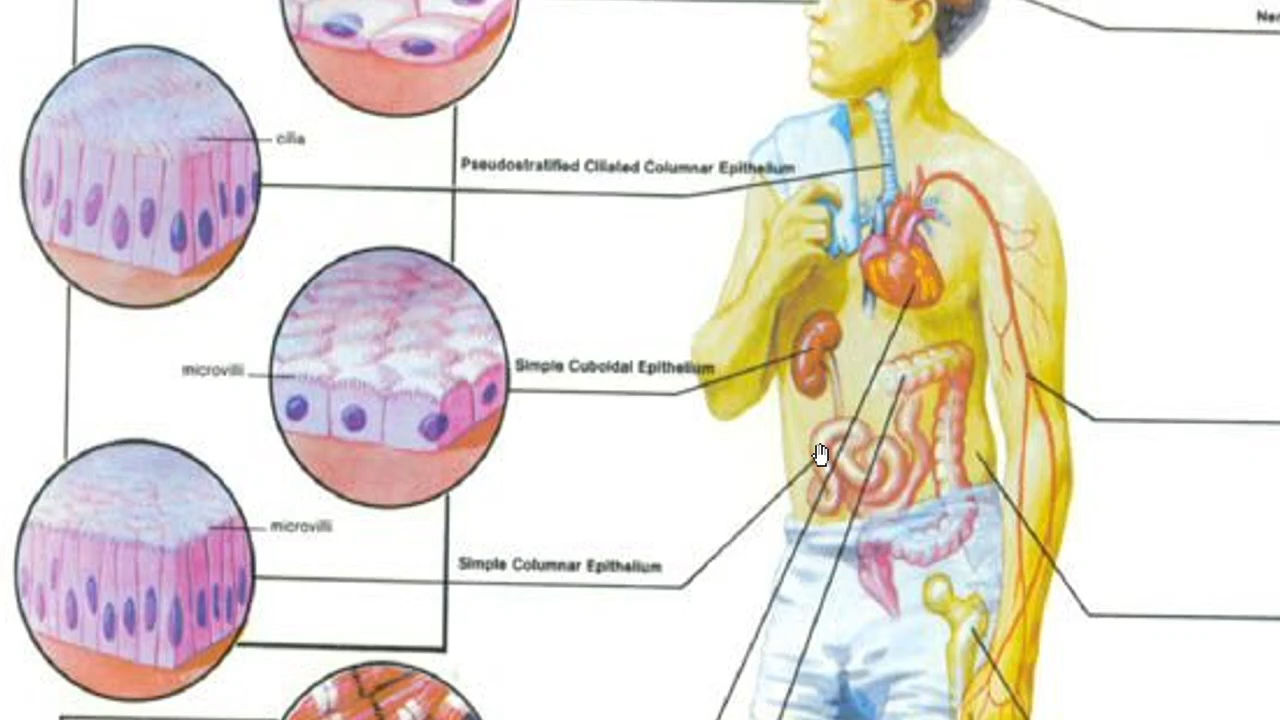 cilia
Pseudostratified Ciliated Columnar Epithelium
microvilli
Simple Cuboidal Epithelium
microvilli
Simple Columnar Epithelium